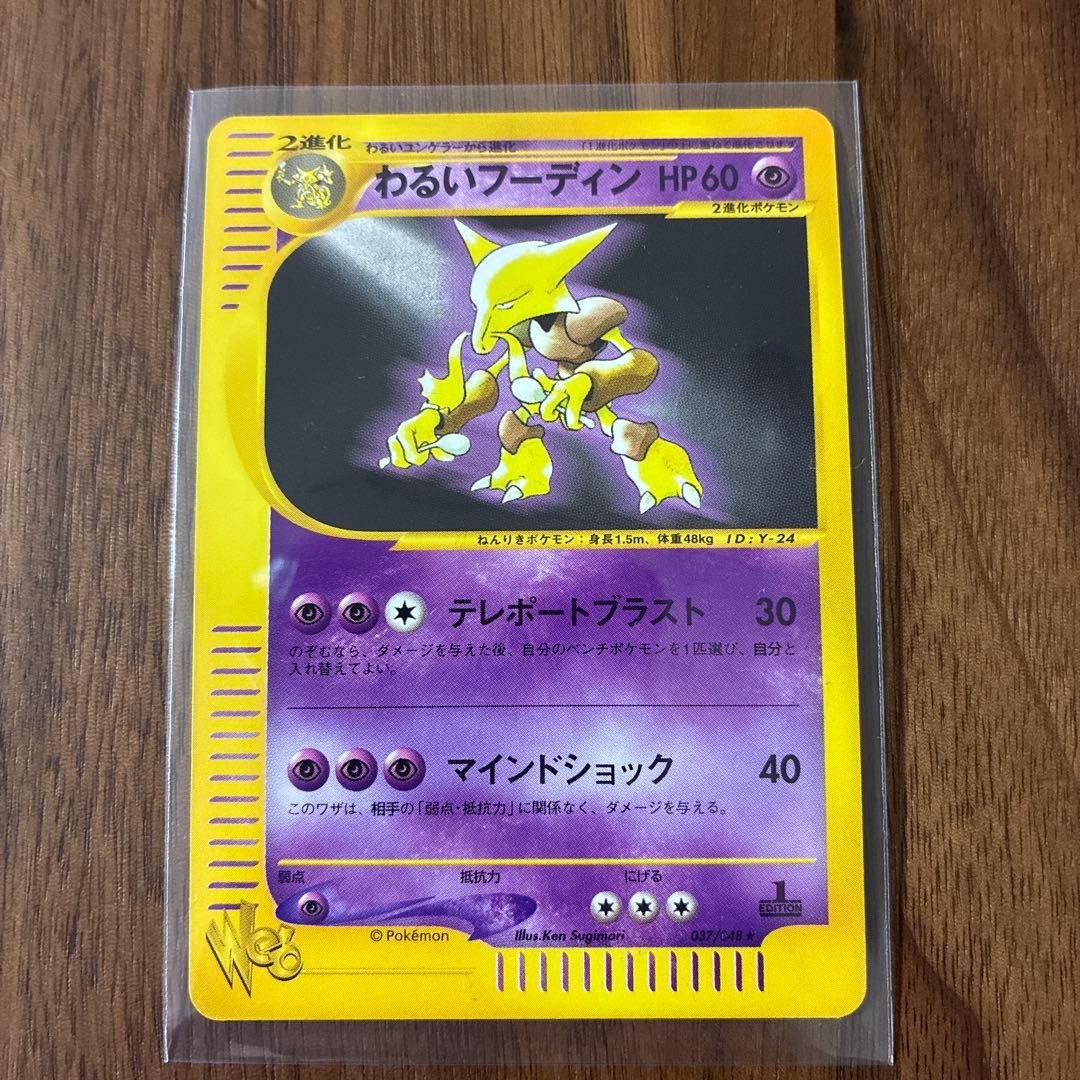 2進化 わるいユンゲラーから進化
わるいフーディン HP60
2進化ポケモン
ねんりきポケモン：身長1.5m、体重48kg ID:Y-24
テレポートブラスト 30
のぞむなら、ダメージを与えた後、自分のベンチポケモンを1匹選び、自分と
入れ替えてよい。
マインドショック 40
このワザは、相手の「弱点・抵抗力」に関係なく、ダメージを与える。
弱点 抵抗力 にげる
1
EDITION
Web
©Pokémon Illus.Ken Sugimori 037/048★